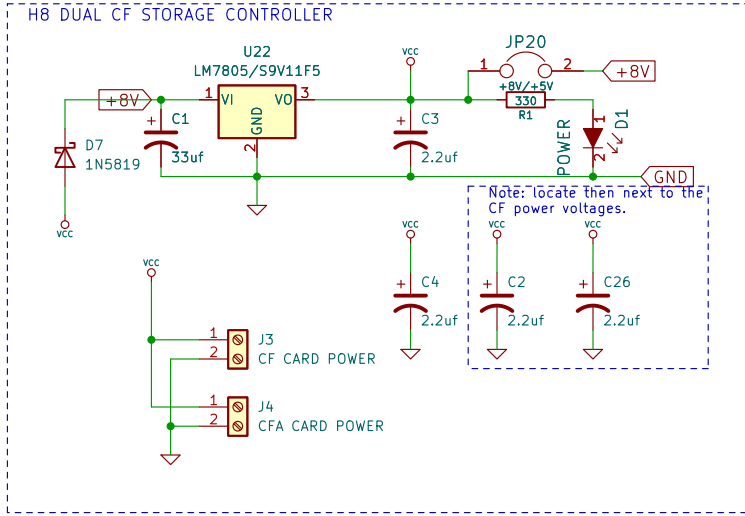 H8 DUAL CF STORAGE CONTROLLER
U22
LM7805/S9V11F5
VCC
JP20
1
2
+8V
+8V/+5V
+8V
1
VI
VO
3
GND
2
330
R1
C1
33uf
C3
2.2uf
D7
1N5819
POWER
1
2
D1
GND
VCC
Note: locate then next to the
CF power voltages.
VCC
VCC
VCC
VCC
C4
2.2uf
C2
2.2uf
C26
2.2uf
1
2
J3
CF CARD POWER
1
2
J4
CFA CARD POWER